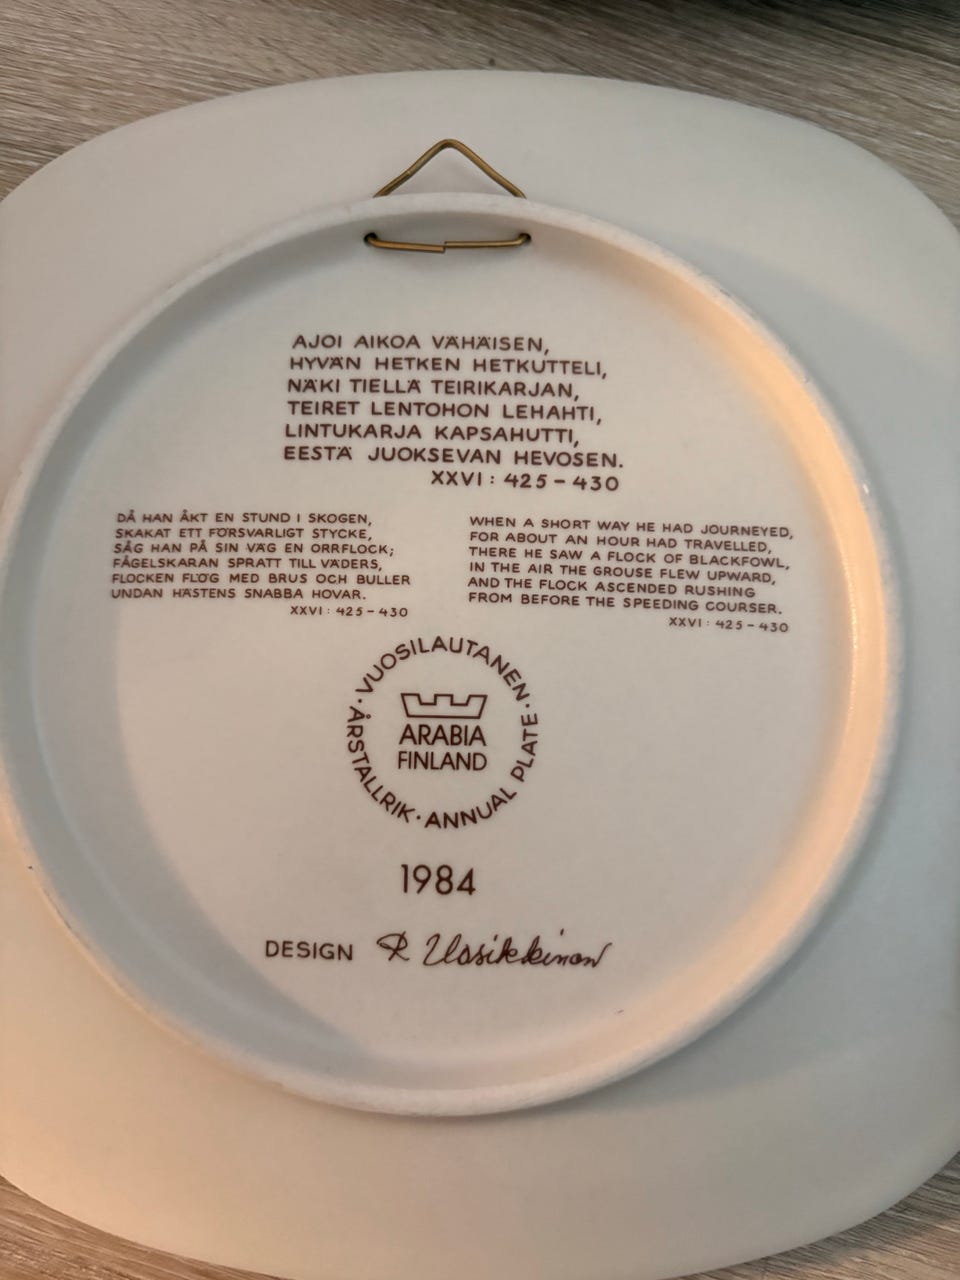 AJOI AIKOA VÄHÄISEN,
HYVÄN HETKEN HETKUTTELI,
NÄKI TIELLÄ TEIRIKARJAN,
TEIRET LENTOHON LEHAHTI,
LINTUKARJA KAPSAHUTTI,
EESTÄ JUOKSEVAN HEVOSEN.
XXVI: 425-430
DÅ HAN ÅKT EN STUND I SKOGEN,
SKAKAT ETT FÖRSVARLIGT STYCKE,
SÅG HAN PÅ SIN VÄG EN ORRFLOCK;
FÅGELSKARAN SPRATT TILL VÄDERS,
FLOCKEN FLÖG MED BRUS OCH BULLER
UNDAN HÄSTENS SNABBA HOVAR.
XXVI: 425-430
WHEN A SHORT WAY HE HAD JOURNEYED,
FOR ABOUT AN HOUR HAD TRAVELLED,
THERE HE SAW A FLOCK OF BLACKFOWL,
IN THE AIR THE GROUSE FLEW UPWARD,
AND THE FLOCK ASCENDED RUSHING
FROM BEFORE THE SPEEDING COURSER.
XXVI: 425-430
·VUOSILAUTANEN·
ÅRSTALLRIK·ANNUAL PLATE
ARABIA
FINLAND
1984
DESIGN R Uosikkinen